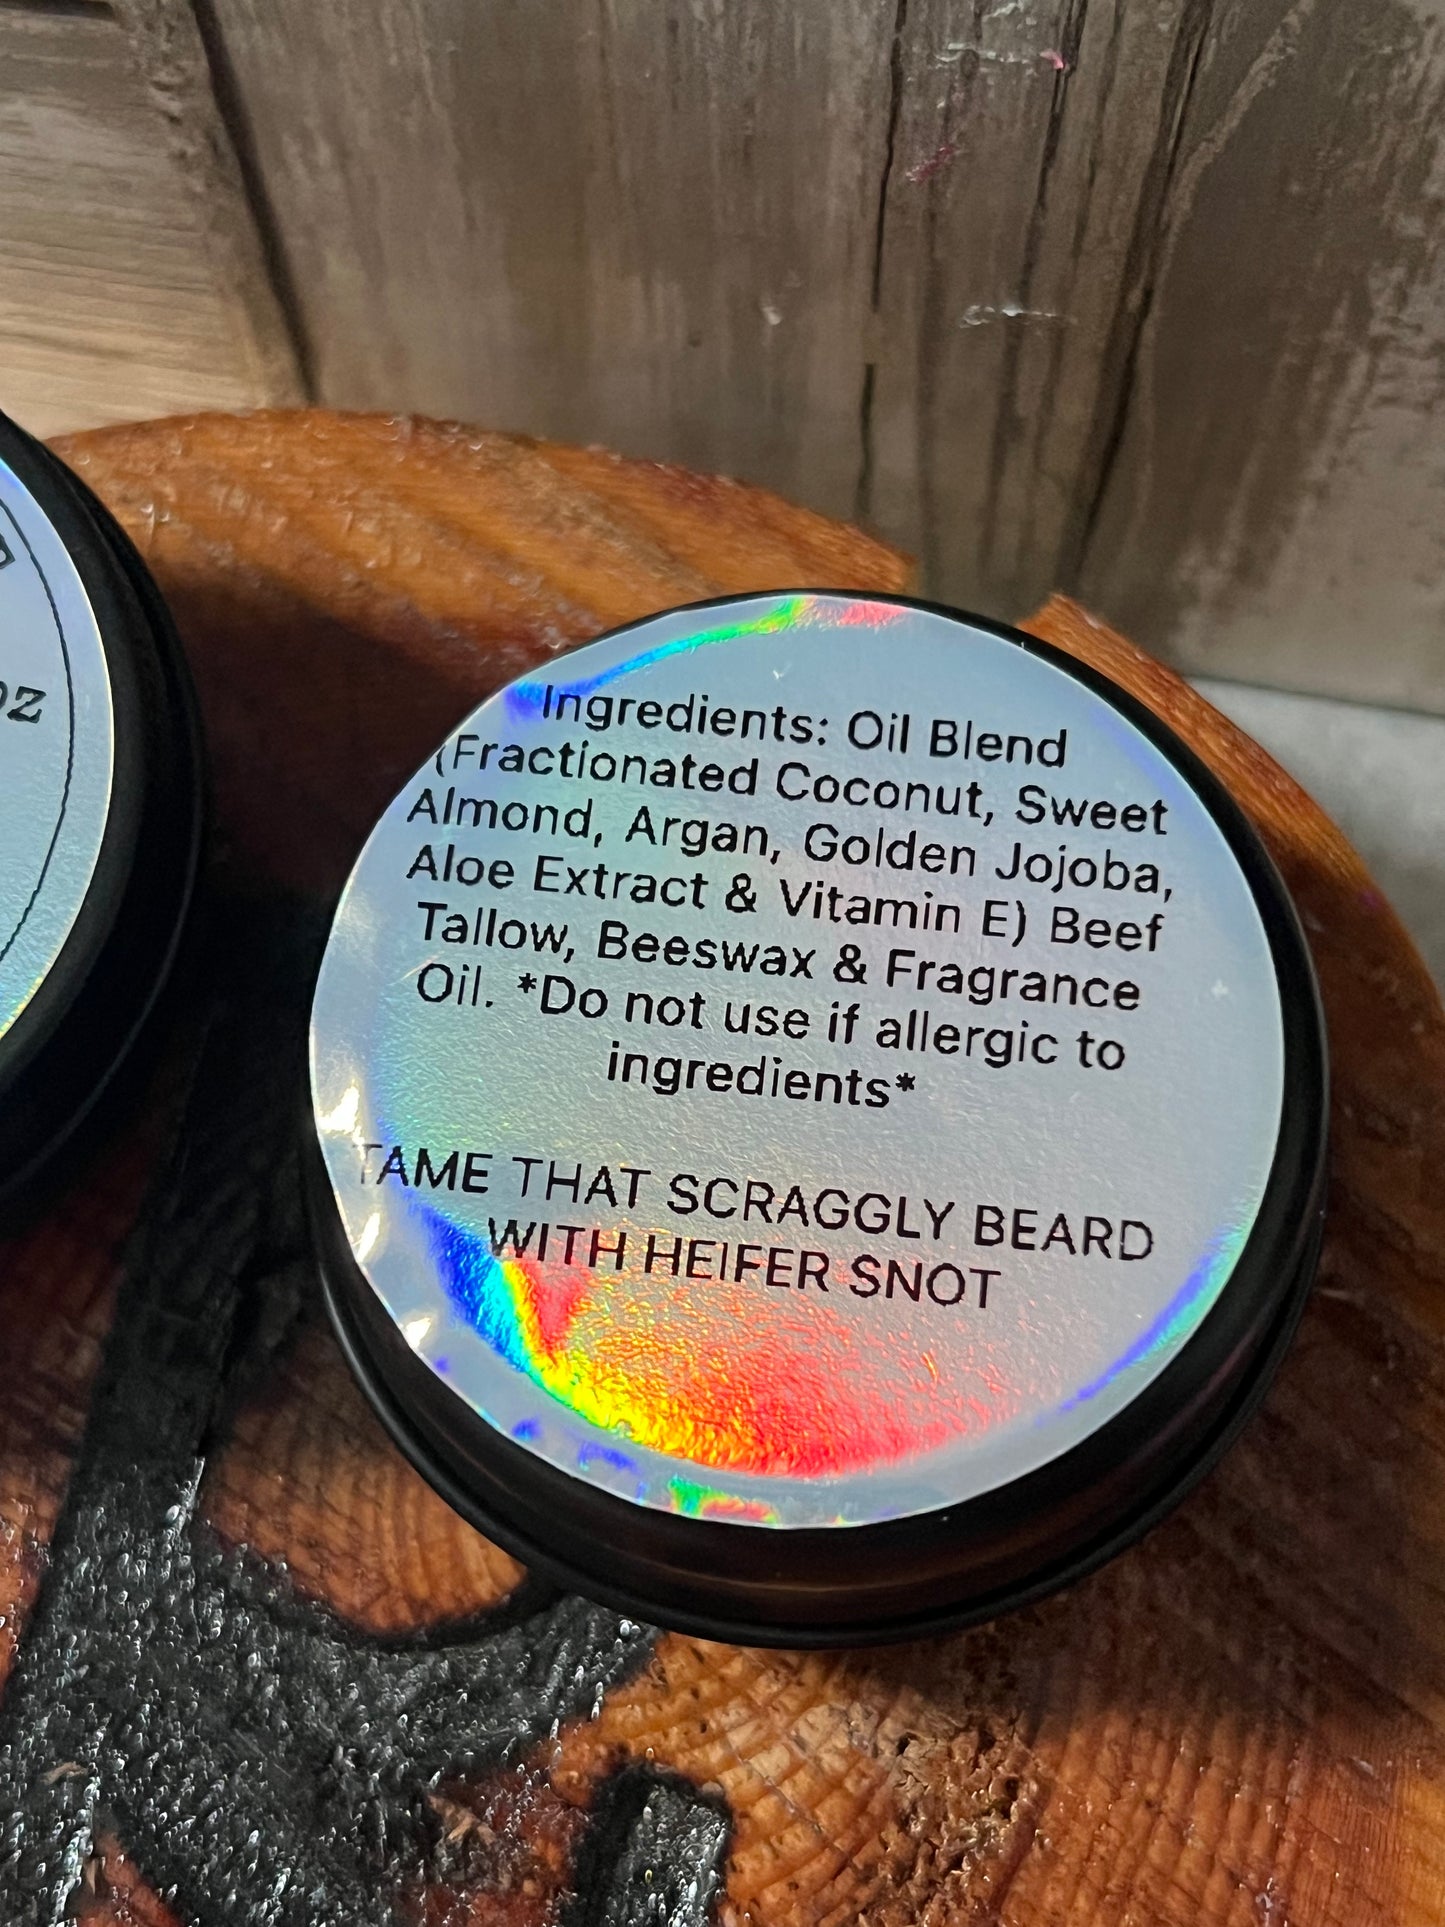 oz
Ingredients: Oil Blend
(Fractionated Coconut, Sweet
Almond, Argan, Golden Jojoba,
Aloe Extract & Vitamin E) Beef
Tallow, Beeswax & Fragrance
Oil. *Do not use if allergic to
ingredients*
TAME THAT SCRAGGLY BEARD
WITH HEIFER SNOT